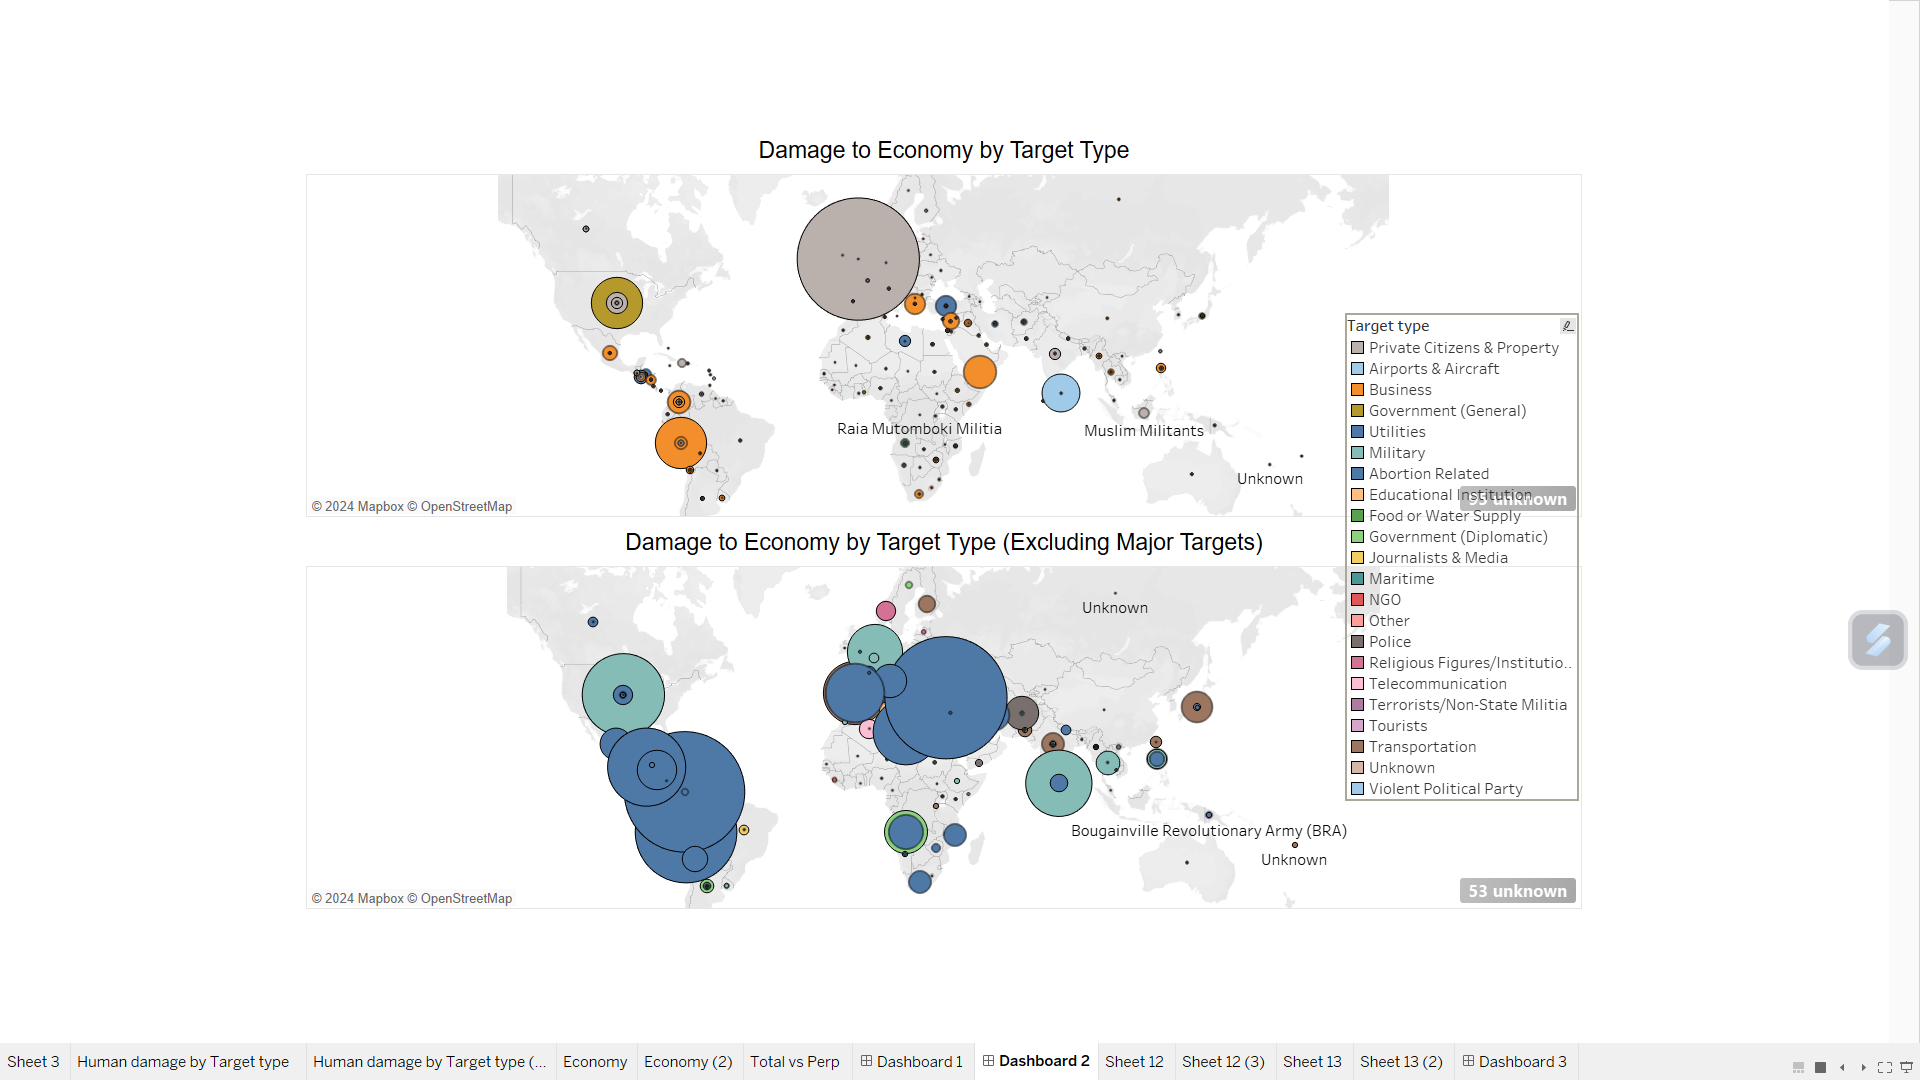 Damage to Economy by Target Type
Raia Mutomboki Militia
Muslim Militants
Unknown
© 2024 Mapbox © OpenStreetMap
Target type
Private Citizens & Property
Airports & Aircraft
Business
Government (General)
Utilities
Military
Abortion Related
Educational Institution
93 unknown
Food or Water Supply
Government (Diplomatic)
Journalists & Media
Maritime
NGO
Other
Police
Religious Figures/Institutio..
Telecommunication
Terrorists/Non-State Militia
Tourists
Transportation
Unknown
Violent Political Party
Damage to Economy by Target Type (Excluding Major Targets)
Unknown
Bougainville Revolutionary Army (BRA)
Unknown
© 2024 Mapbox © OpenStreetMap
53 unknown
Sheet 3 Human damage by Target type Human damage by Target type (... Economy Economy (2) Total vs Perp Dashboard 1 Dashboard 2 Sheet 12 Sheet 12 (3) Sheet 13 Sheet 13 (2) Dashboard 3